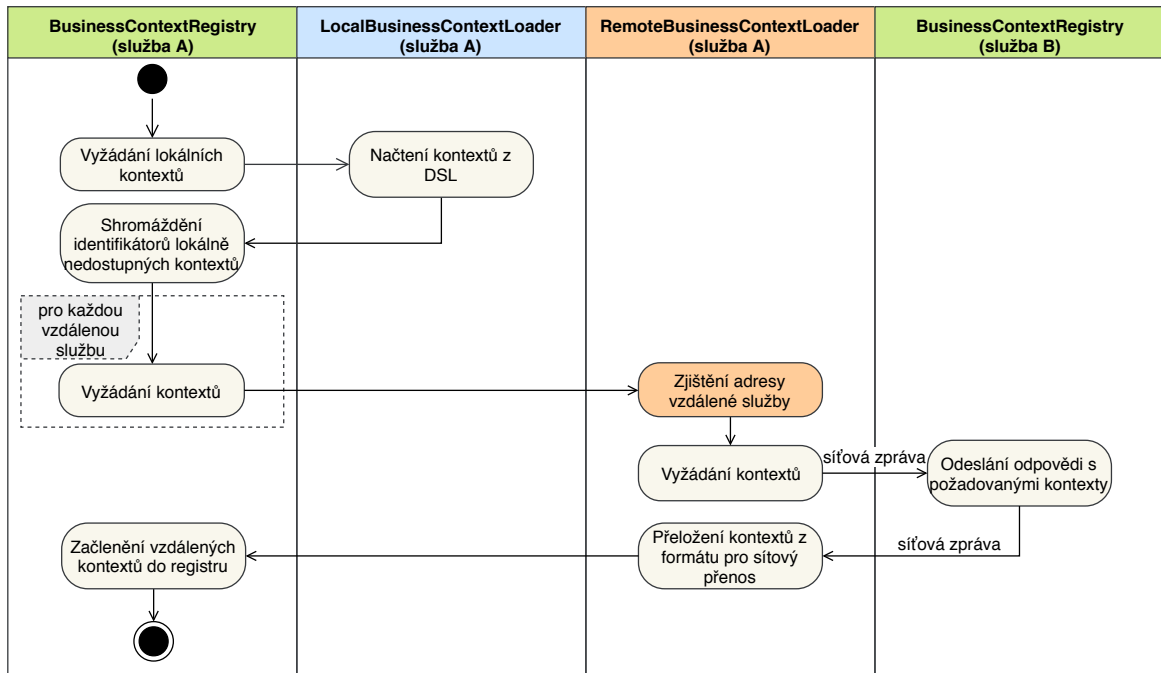 BusinessContextRegistry
(služba A)
LocalBusinessContextLoader
(služba A)
RemoteBusinessContextLoader
(služba A)
BusinessContextRegistry
(služba B)
Vyžádání lokálních
kontextů
Načtení kontextů z
DSL
Shromáždění
identifikátorů lokálně
nedostupných kontextů
pro každou
vzdálenou
službu
Vyžádání kontextů
Zjištění adresy
vzdálené služby
Vyžádání kontextů
síťová zpráva
Odeslání odpovědi s
požadovanými kontexty
síťová zpráva
Přeložení kontextů z
formátu pro sítový
přenos
Začlenění vzdálených
kontextů do registru